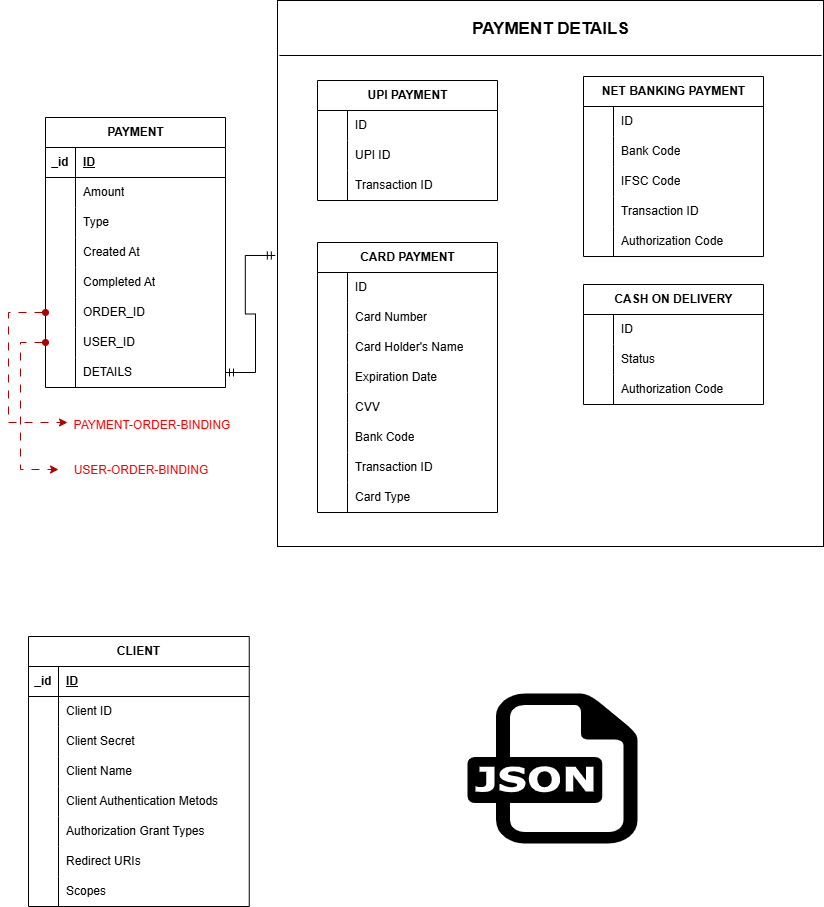 PAYMENT DETAILS
PAYMENT
_id ID
Amount
Type
Created At
Completed At
ORDER_ID
USER_ID
DETAILS
PAYMENT-ORDER-BINDING
USER-ORDER-BINDING
UPI PAYMENT
ID
UPI ID
Transaction ID
CARD PAYMENT
ID
Card Number
Card Holder's Name
Expiration Date
CVV
Bank Code
Transaction ID
Card Type
NET BANKING PAYMENT
ID
Bank Code
IFSC Code
Transaction ID
Authorization Code
CASH ON DELIVERY
ID
Status
Authorization Code
CLIENT
_id ID
Client ID
Client Secret
Client Name
Client Authentication Metods
Authorization Grant Types
Redirect URIs
Scopes
JSON